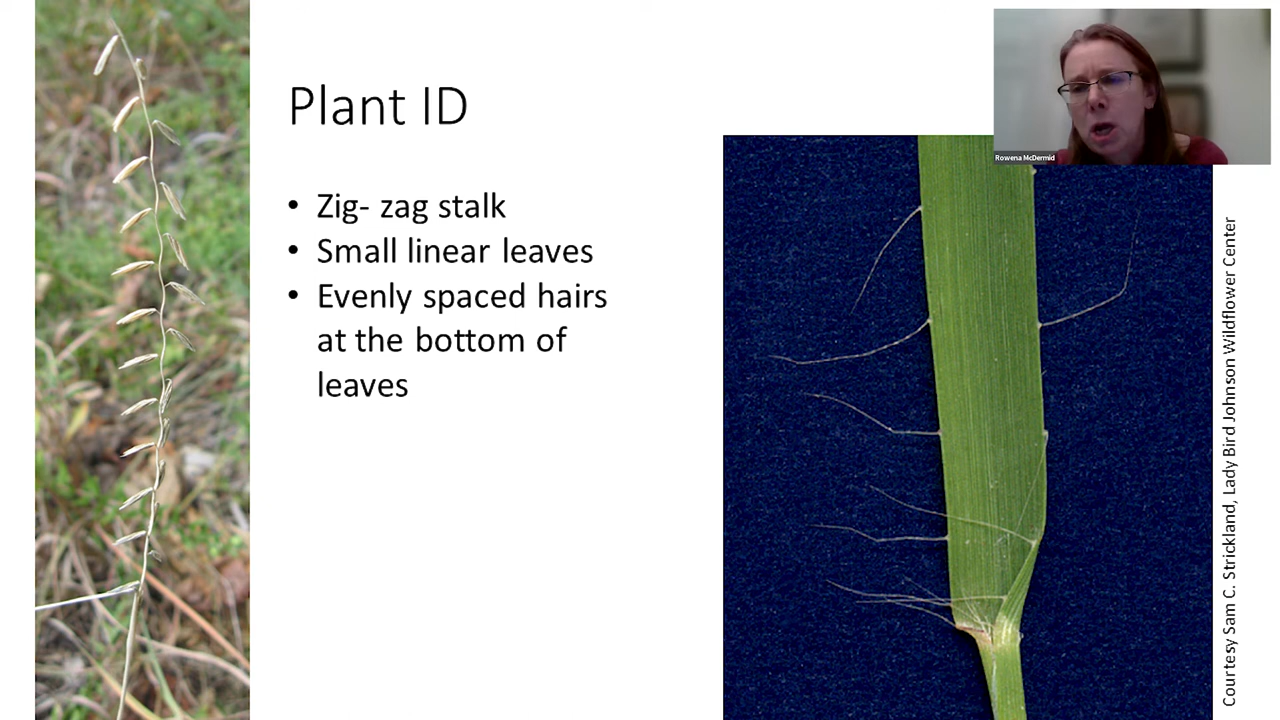 Plant ID
• Zig- zag stalk
• Small linear leaves
• Evenly spaced hairs
at the bottom of
leaves
Rowena McDermid
Courtesy Sam C. Strickland, Lady Bird Johnson Wildflower Center